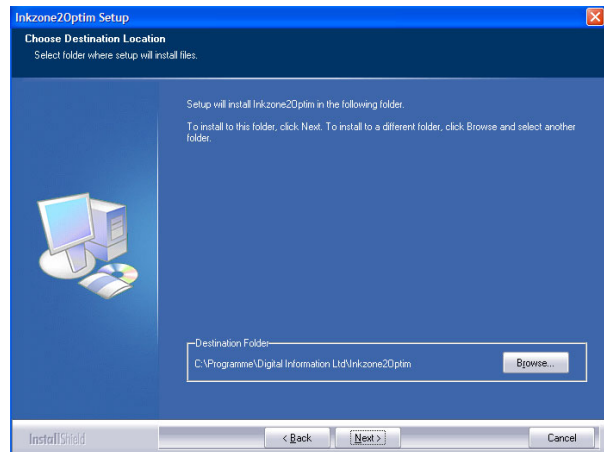 Inkzone2Optim Setup
Choose Destination Location
Select folder where setup will install files.
Setup will install Inkzone2Optim in the following folder.
To install to this folder, click Next. To install to a different folder, click Browse and select another
folder.
Destination Folder
C:\Programme\Digital Information Ltd\Inkzone2Optim
Browse...
InstallShield
< Back
Next >
Cancel